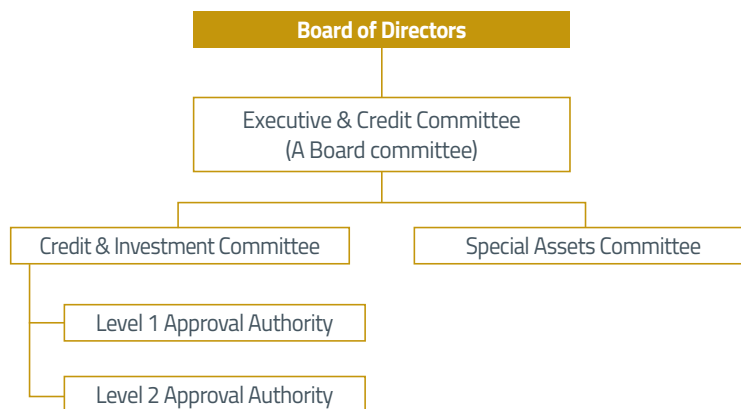 Board of Directors
Executive & Credit Committee
(A Board committee)
Credit & Investment Committee
Special Assets Committee
Level 1 Approval Authority
Level 2 Approval Authority